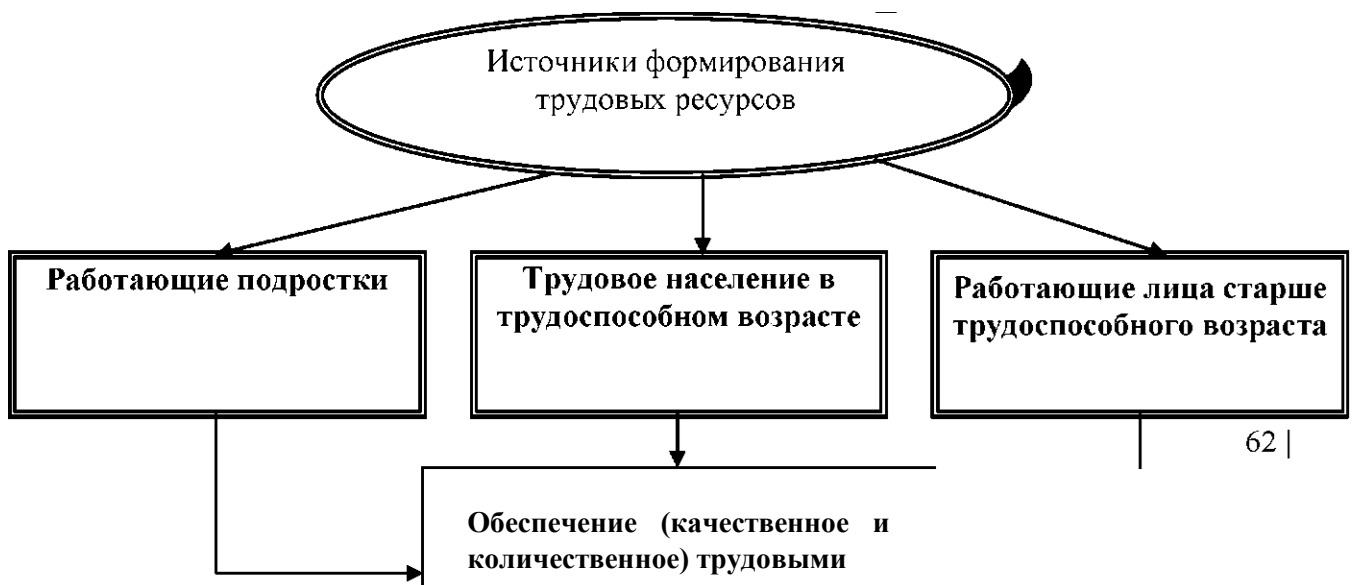 Источники формирования
трудовых ресурсов
Работающие подростки
Трудовое население в
трудоспособном возрасте
Работающие лица старше
трудоспособного возраста
62 |
Обеспечение (качественное и
количественное) трудовыми